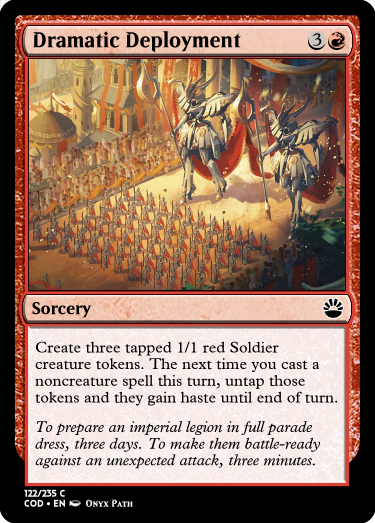 Dramatic Deployment 3
Sorcery
Create three tapped 1/1 red Soldier
creature tokens. The next time you cast a
noncreature spell this turn, untap those
tokens and they gain haste until end of turn.
To prepare an imperial legion in full parade
dress, three days. To make them battle-ready
against an unexpected attack, three minutes.
122/235 C
COD • EN Onyx Path